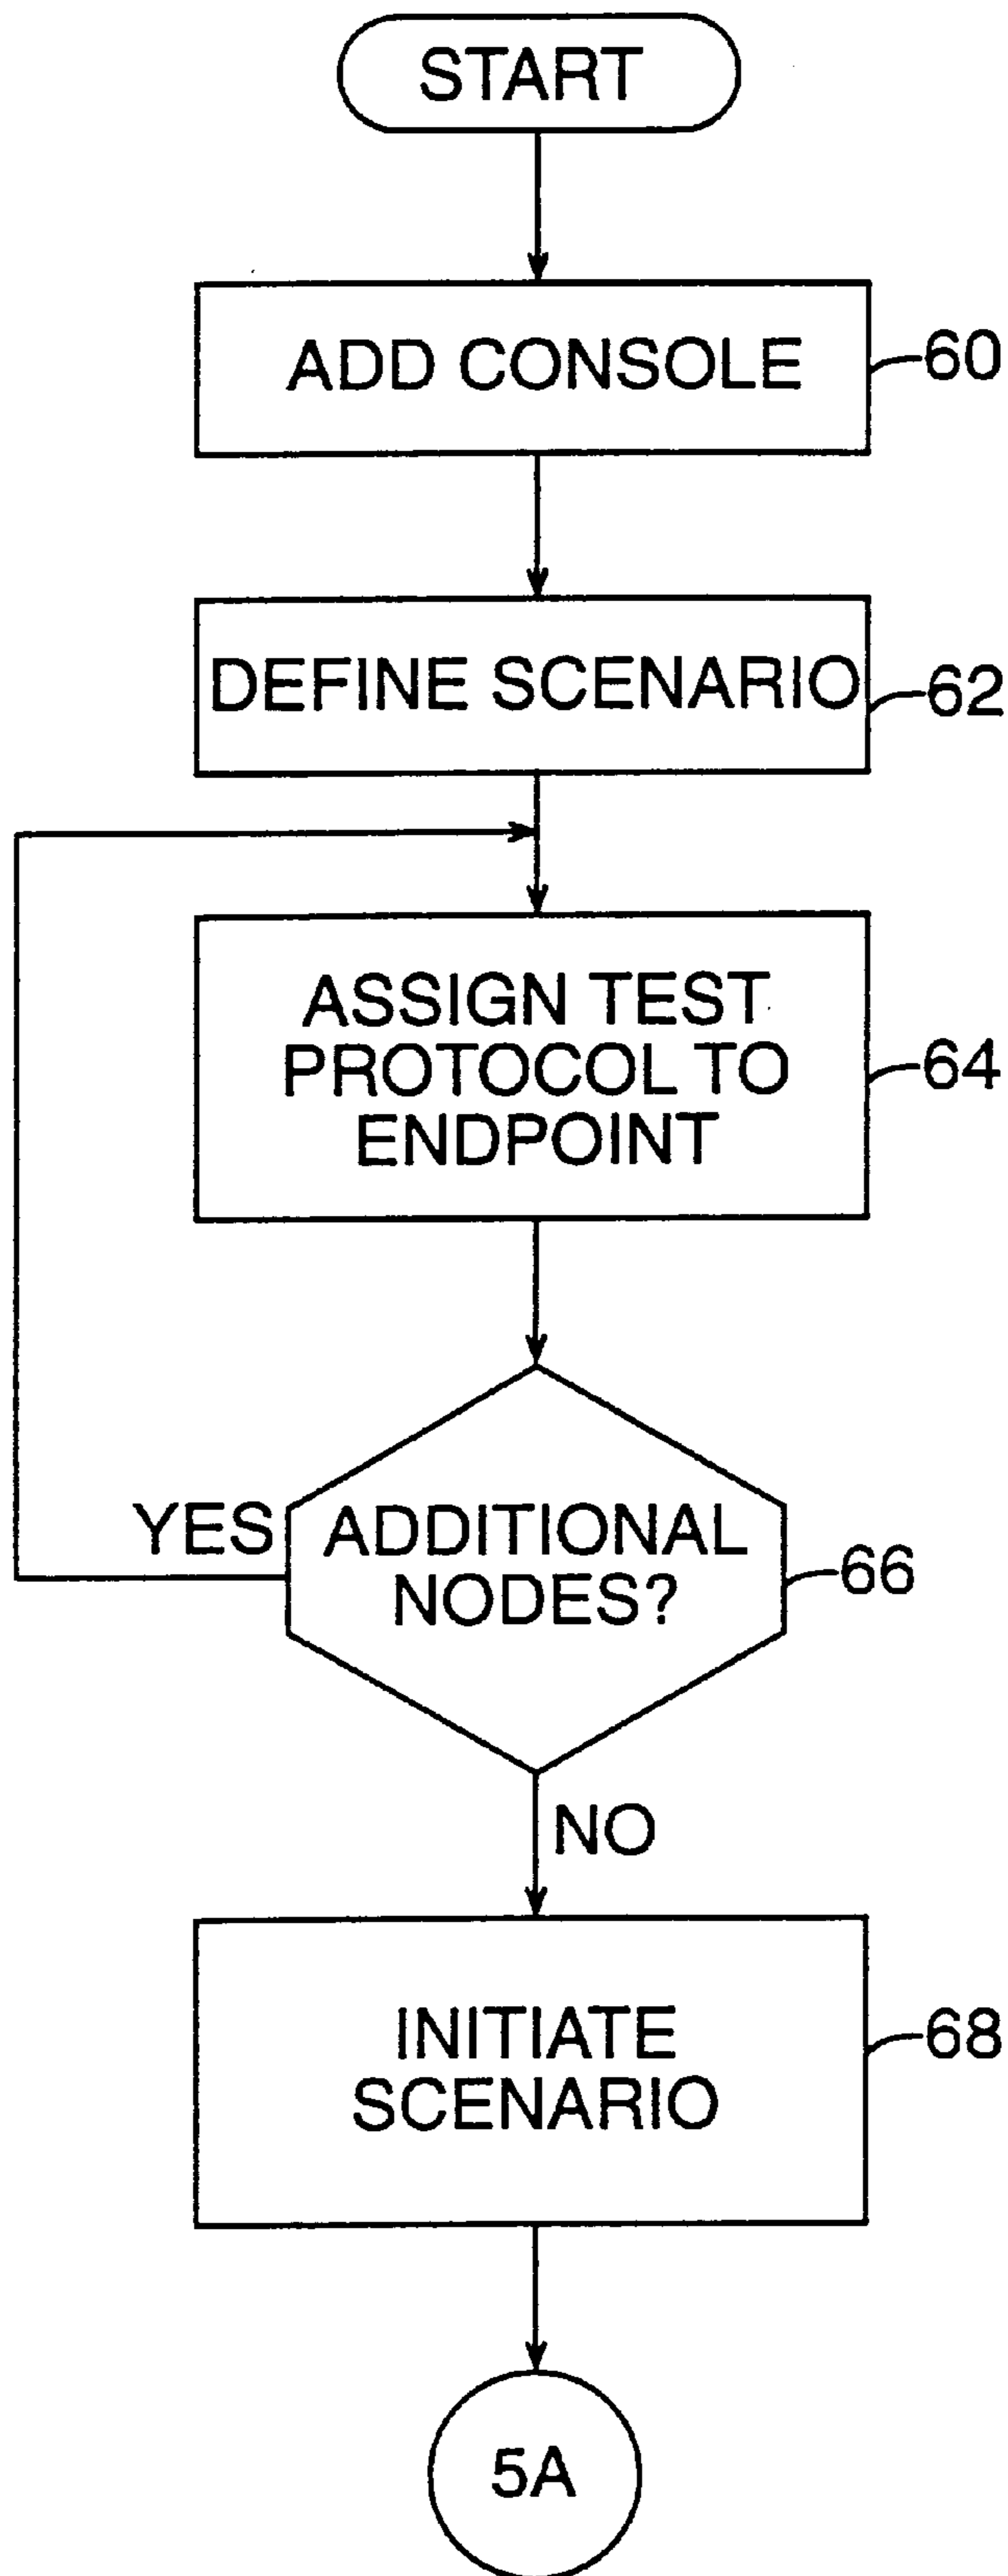 START
ADD CONSOLE
60
DEFINE SCENARIO
62
ASSIGN TEST
PROTOCOL TO
ENDPOINT
64
YES
ADDITIONAL
NODES?
66
NO
INITIATE
SCENARIO
68
5A